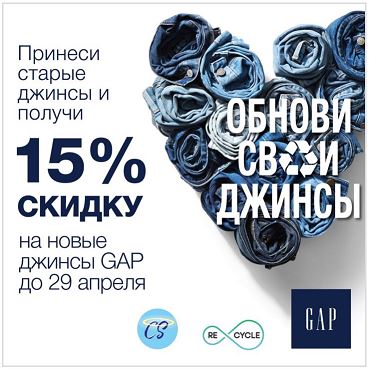 Принеси
старые
джинсы и
получи
15%
СКИДКУ
на новые
джинсы GAP
до 29 апреля
ОБНОВИ
СВОИ
ДЖИНСЫ
CS
RE CYCLE
GAP